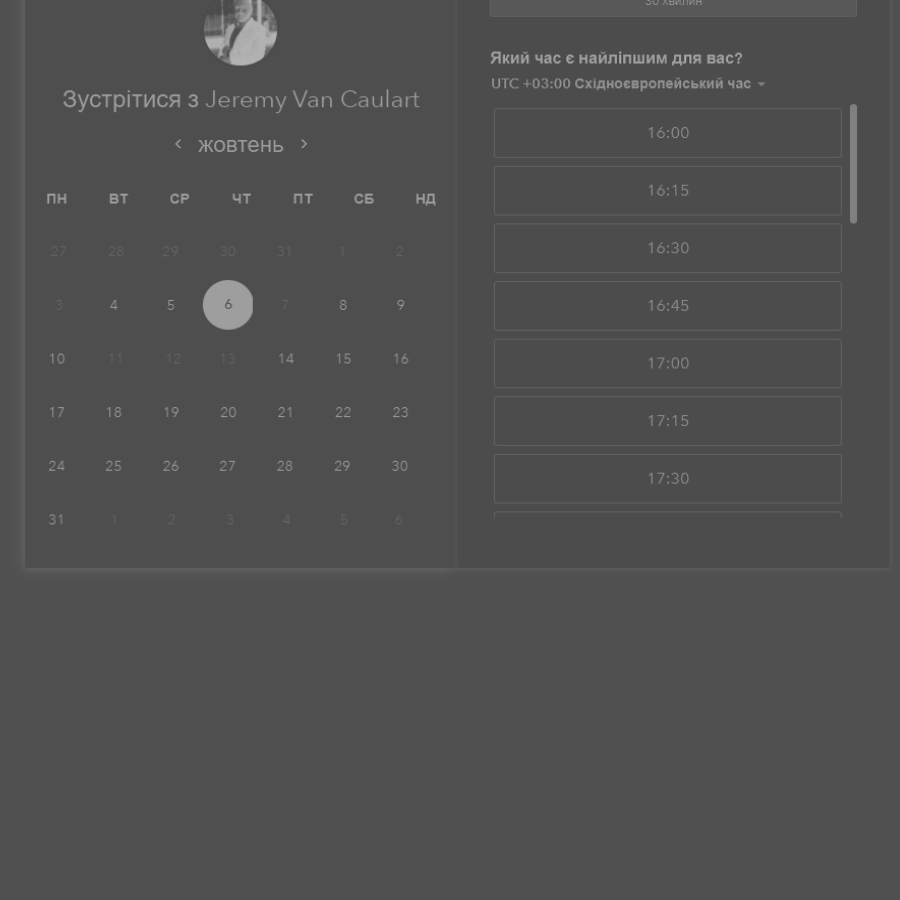 Зустрітися з Jeremy Van Caulart
жовтень
ПН ВТ СР ЧТ ПТ СБ НД
27 28 29 30 31 1 2
3 4 5 6 7 8 9
10 11 12 13 14 15 16
17 18 19 20 21 22 23
24 25 26 27 28 29 30
31 1 2 3 4 5 6
30 хвилин
Який час є найліпшим для вас?
UTC +03:00 Східноєвропейський час
16:00
16:15
16:30
16:45
17:00
17:15
17:30